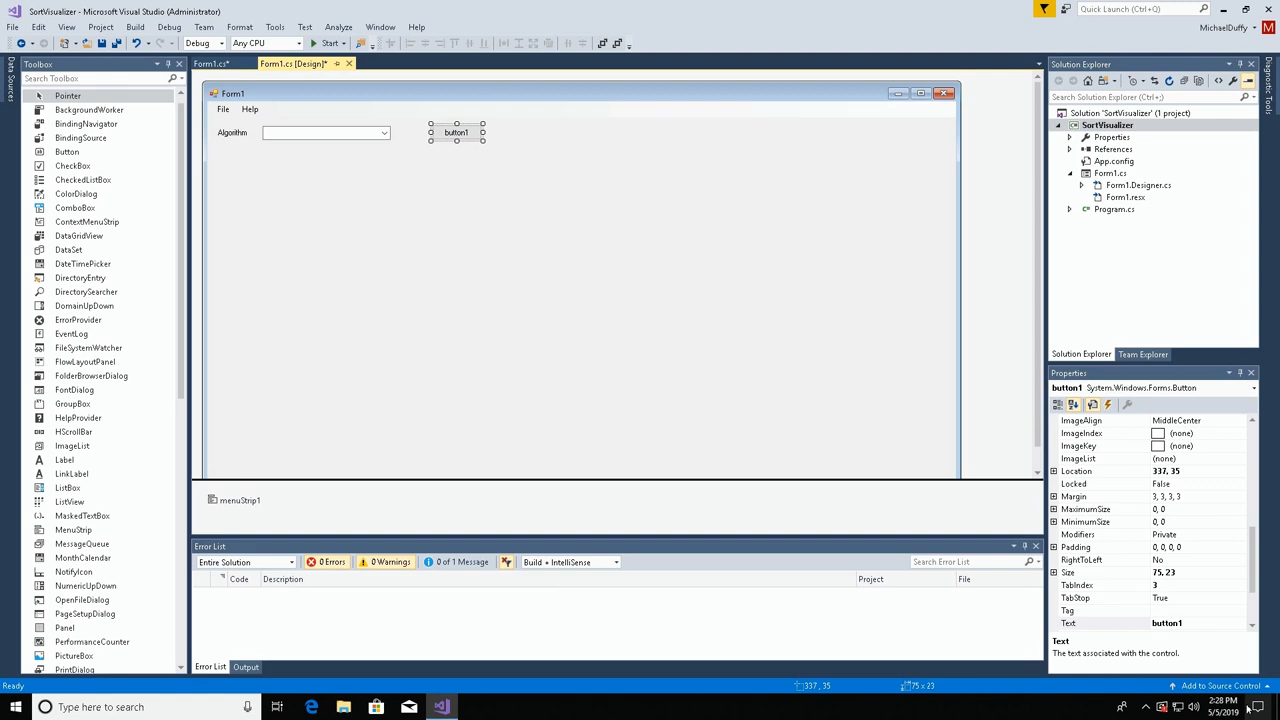 SortVisualizer - Microsoft Visual Studio (Administrator)
Quick Launch (Ctrl+Q)
File Edit View Project Build Debug Team Format Tools Test Analyze Window Help
MichaelDuffy
Debug Any CPU Start
Data Sources
Toolbox
Search Toolbox
Pointer
BackgroundWorker
BindingNavigator
BindingSource
Button
CheckBox
CheckedListBox
ColorDialog
ComboBox
ContextMenuStrip
DataGridView
DataSet
DateTimePicker
DirectoryEntry
DirectorySearcher
DomainUpDown
ErrorProvider
EventLog
FileSystemWatcher
FlowLayoutPanel
FolderBrowserDialog
FontDialog
GroupBox
HelpProvider
HScrollBar
ImageList
Label
LinkLabel
ListBox
ListView
MaskedTextBox
MenuStrip
MessageQueue
MonthCalendar
NotifyIcon
NumericUpDown
OpenFileDialog
PageSetupDialog
Panel
PerformanceCounter
PictureBox
PrintDialog
Form1.cs* Form1.cs [Design]*
Form1
File Help
Algorithm button1
menuStrip1
Error List
Entire Solution 0 Errors 0 Warnings 0 of 1 Message Build + IntelliSense Search Error List
Code Description Project File
Error List Output
Solution Explorer
Search Solution Explorer (Ctrl+;)
Solution 'SortVisualizer' (1 project)
SortVisualizer
Properties
References
App.config
Form1.cs
Form1.Designer.cs
Form1.resx
Program.cs
Solution Explorer Team Explorer
Diagnostic Tools
Properties
button1 System.Windows.Forms.Button
ImageAlign MiddleCenter
ImageIndex (none)
ImageKey (none)
ImageList (none)
Location 337, 35
Locked False
Margin 3, 3, 3, 3
MaximumSize 0, 0
MinimumSize 0, 0
Modifiers Private
Padding 0, 0, 0, 0
RightToLeft No
Size 75, 23
TabIndex 3
TabStop True
Tag
Text button1
Text
The text associated with the control.
Ready 337 , 35 75 x 23 Add to Source Control
Type here to search
2:28 PM
5/5/2019